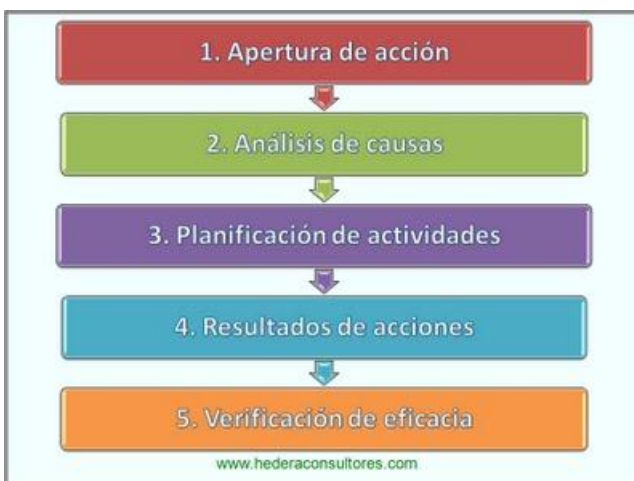 1. Apertura de acción
2. Análisis de causas
3. Planificación de actividades
4. Resultados de acciones
5. Verificación de eficacia
www.hederaconsultores.com